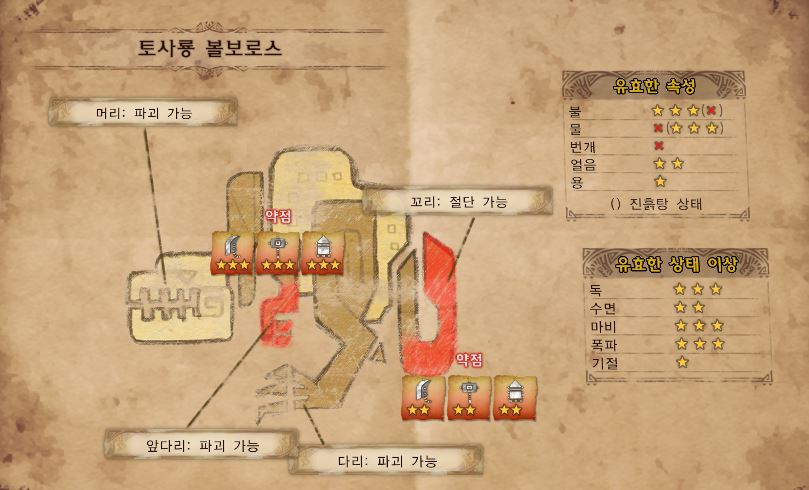 토사룡 볼보로스
머리: 파괴 가능
꼬리: 절단 가능
약점
약점
앞다리: 파괴 가능
다리: 파괴 가능
유효한 속성
불 ★★★(✖)
물 ✖(★★★)
번개 ✖
얼음 ★★
용 ★
() 진흙탕 상태
유효한 상태 이상
독 ★★★
수면 ★★
마비 ★★★
폭파 ★★★
기절 ★